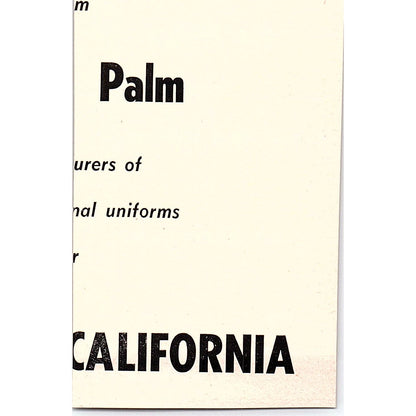 m
Palm
urers of
nal uniforms
r
CALIFORNIA